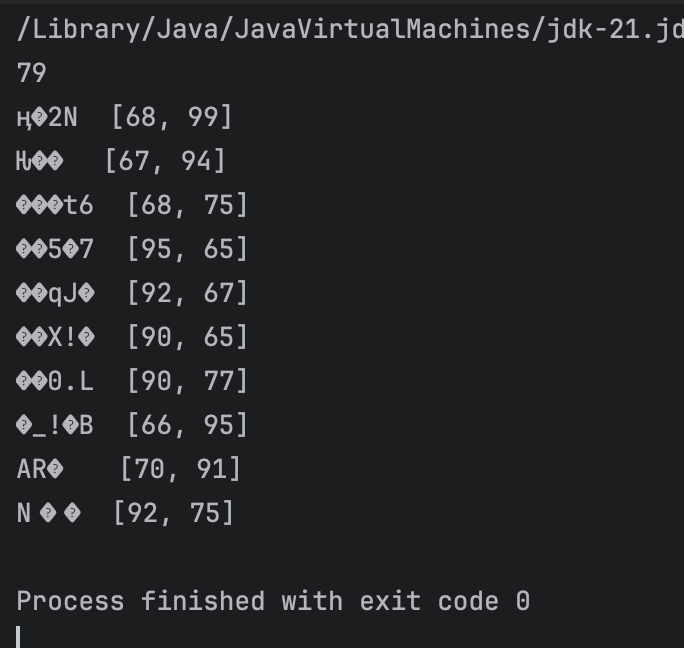 /Library/Java/JavaVirtualMachines/jdk-21.jd
79
ң�2N [68, 99]
Ƕ�� [67, 94]
���t6 [68, 75]
��5�7 [95, 65]
��qJ� [92, 67]
��X!� [90, 65]
��0.L [90, 77]
�_!�B [66, 95]
AR� [70, 91]
N�� [92, 75]
Process finished with exit code 0